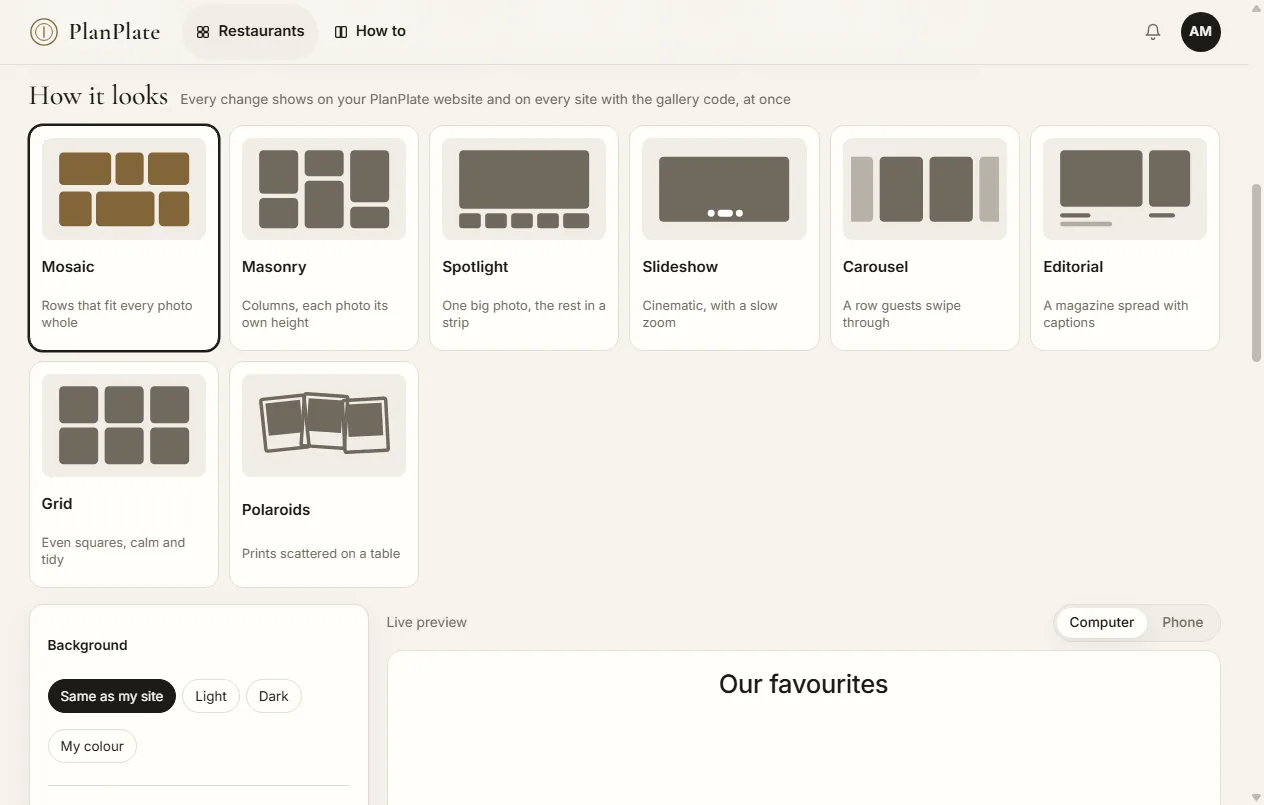 PlanPlate
Restaurants
How to
AM
How it looks
Every change shows on your PlanPlate website and on every site with the gallery code, at once
Mosaic
Rows that fit every photo
whole
Masonry
Columns, each photo its
own height
Spotlight
One big photo, the rest in a
strip
Slideshow
Cinematic, with a slow
zoom
Carousel
A row guests swipe
through
Editorial
A magazine spread with
captions
Grid
Even squares, calm and
tidy
Polaroids
Prints scattered on a table
Background
Same as my site
Light
Dark
My colour
Live preview
Computer
Phone
Our favourites